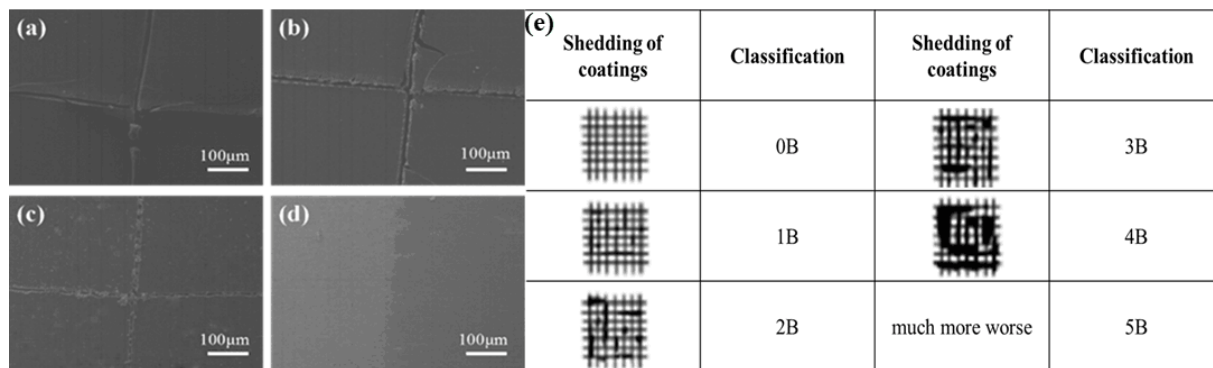 (a)
100μm
(b)
100μm
(c)
100μm
(d)
100μm
(e)
Shedding of
coatings
Classification
Shedding of
coatings
Classification
0B
3B
1B
4B
2B
much more worse
5B